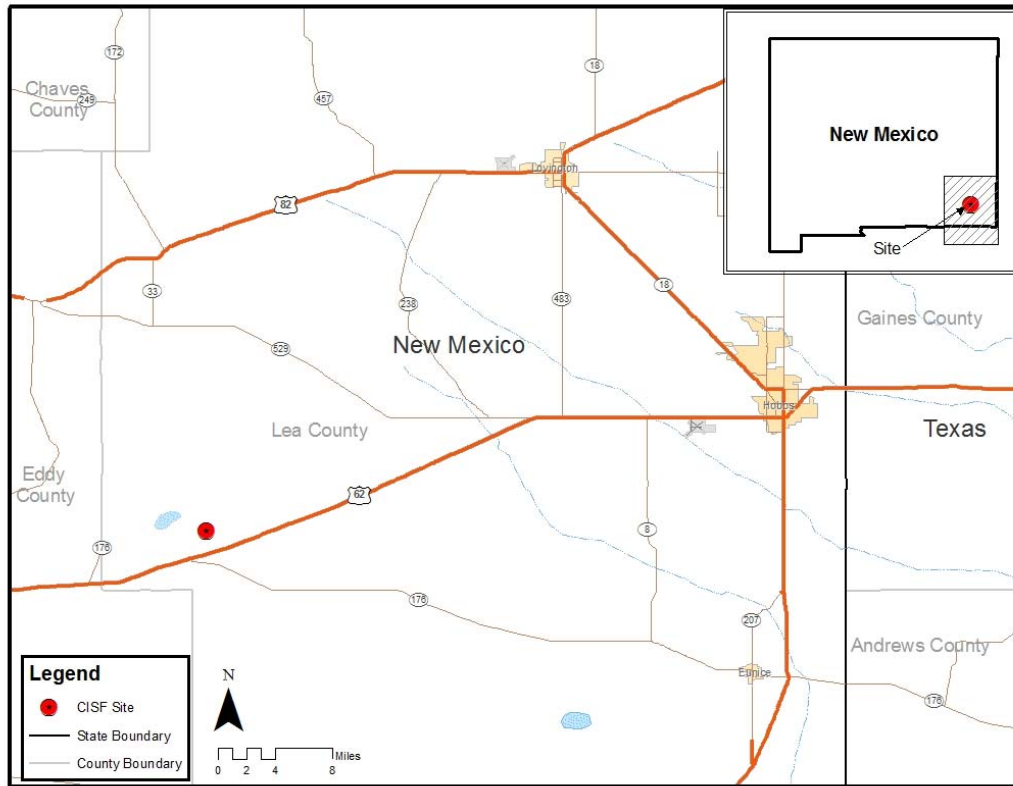 172
18
Chaves
County
249
457
New Mexico
Lovington
82
Site
33
483
18
238
Gaines County
New Mexico
529
Hobbs
Lea County
Texas
Eddy
County
62
8
176
176
207
Andrews County
Eunice
176
Legend
CISF Site
State Boundary
County Boundary
N
Miles
0 2 4 8